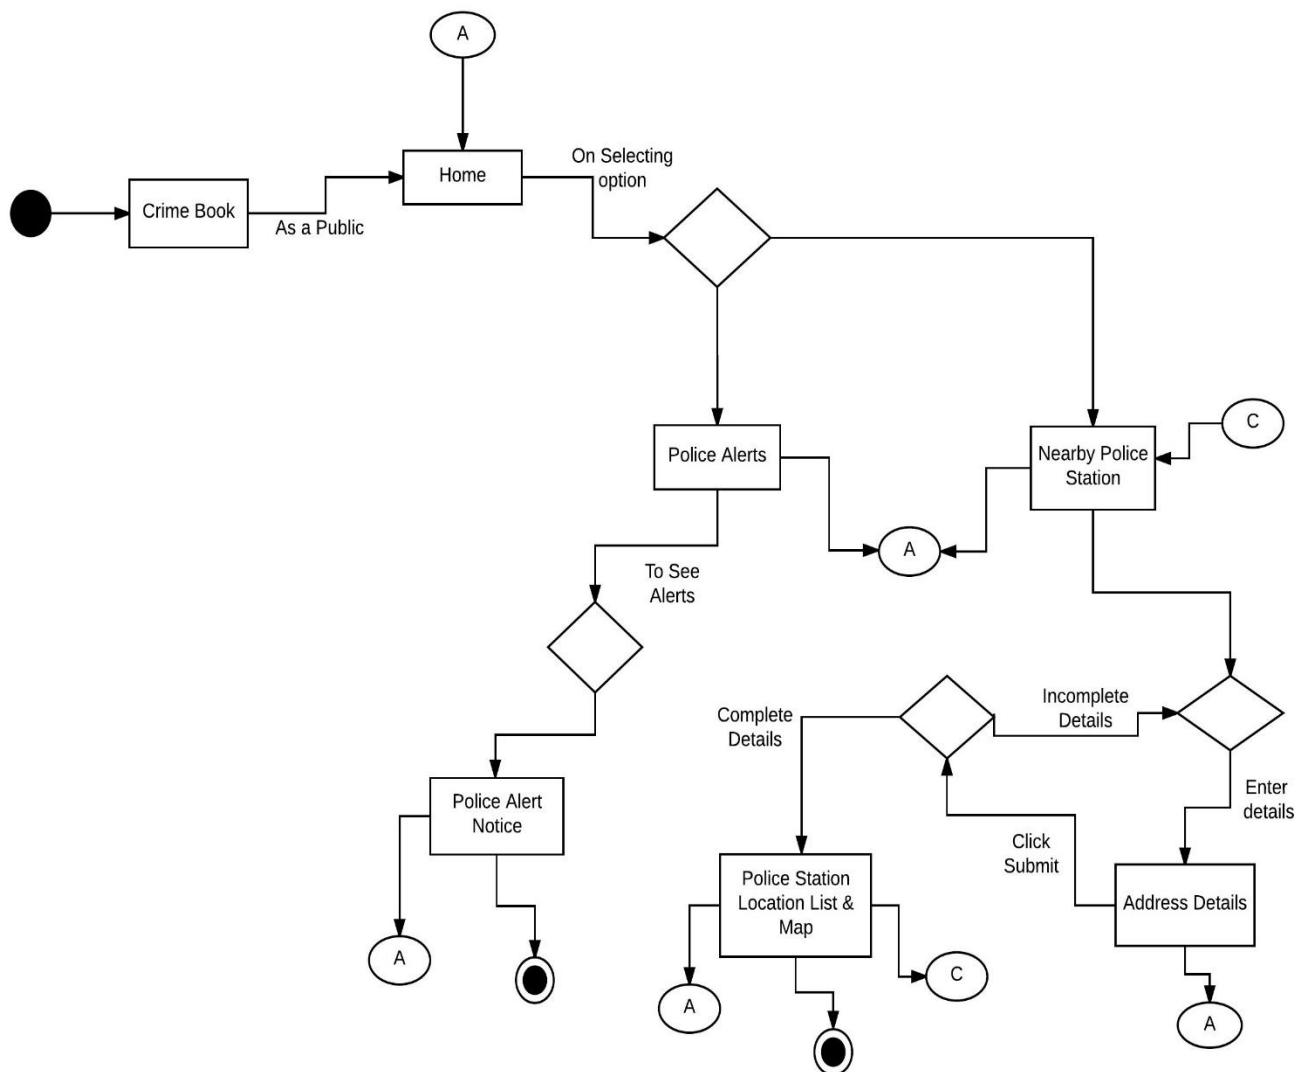 A
Home
On Selecting
option
Crime Book
As a Public
C
Police Alerts
Nearby Police
Station
A
To See
Alerts
Complete
Details
Incomplete
Details
Police Alert
Notice
Enter
details
Click
Submit
Police Station
Location List &
Map
Address Details
A
A
C
A